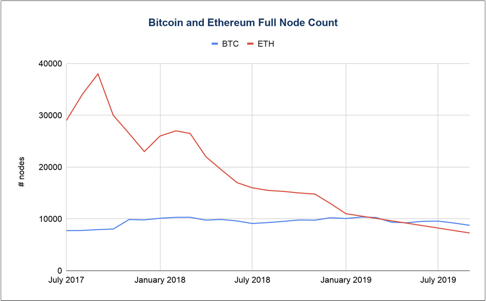 Bitcoin and Ethereum Full Node Count
BTC ETH
40000
30000
20000
10000
0
# nodes
July 2017 January 2018 July 2018 January 2019 July 2019